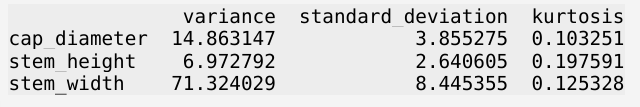 variance standard_deviation kurtosis
cap_diameter 14.863147 3.855275 0.103251
stem_height 6.972792 2.640605 0.197591
stem_width 71.324029 8.445355 0.125328